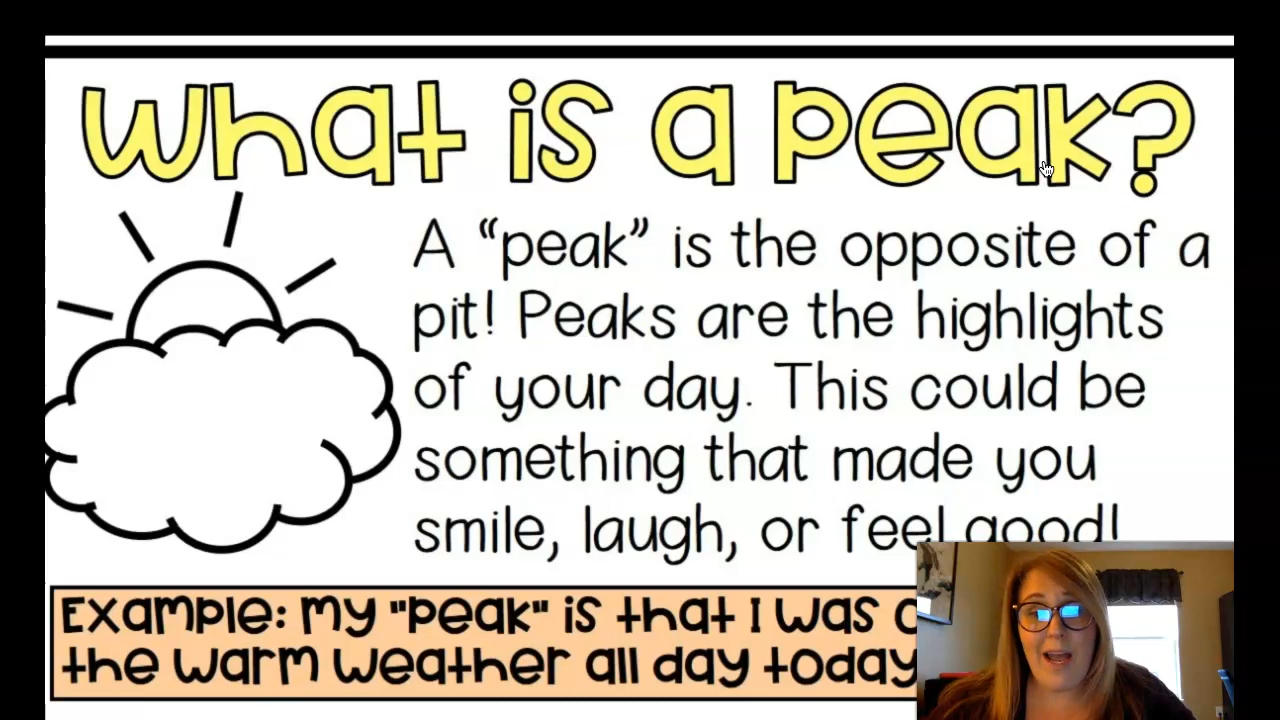 What is a peak?
A “peak” is the opposite of a
pit! Peaks are the highlights
of your day. This could be
something that made you
smile, laugh, or feel good!
Example: My "peak" is that I was
the warm weather all day today